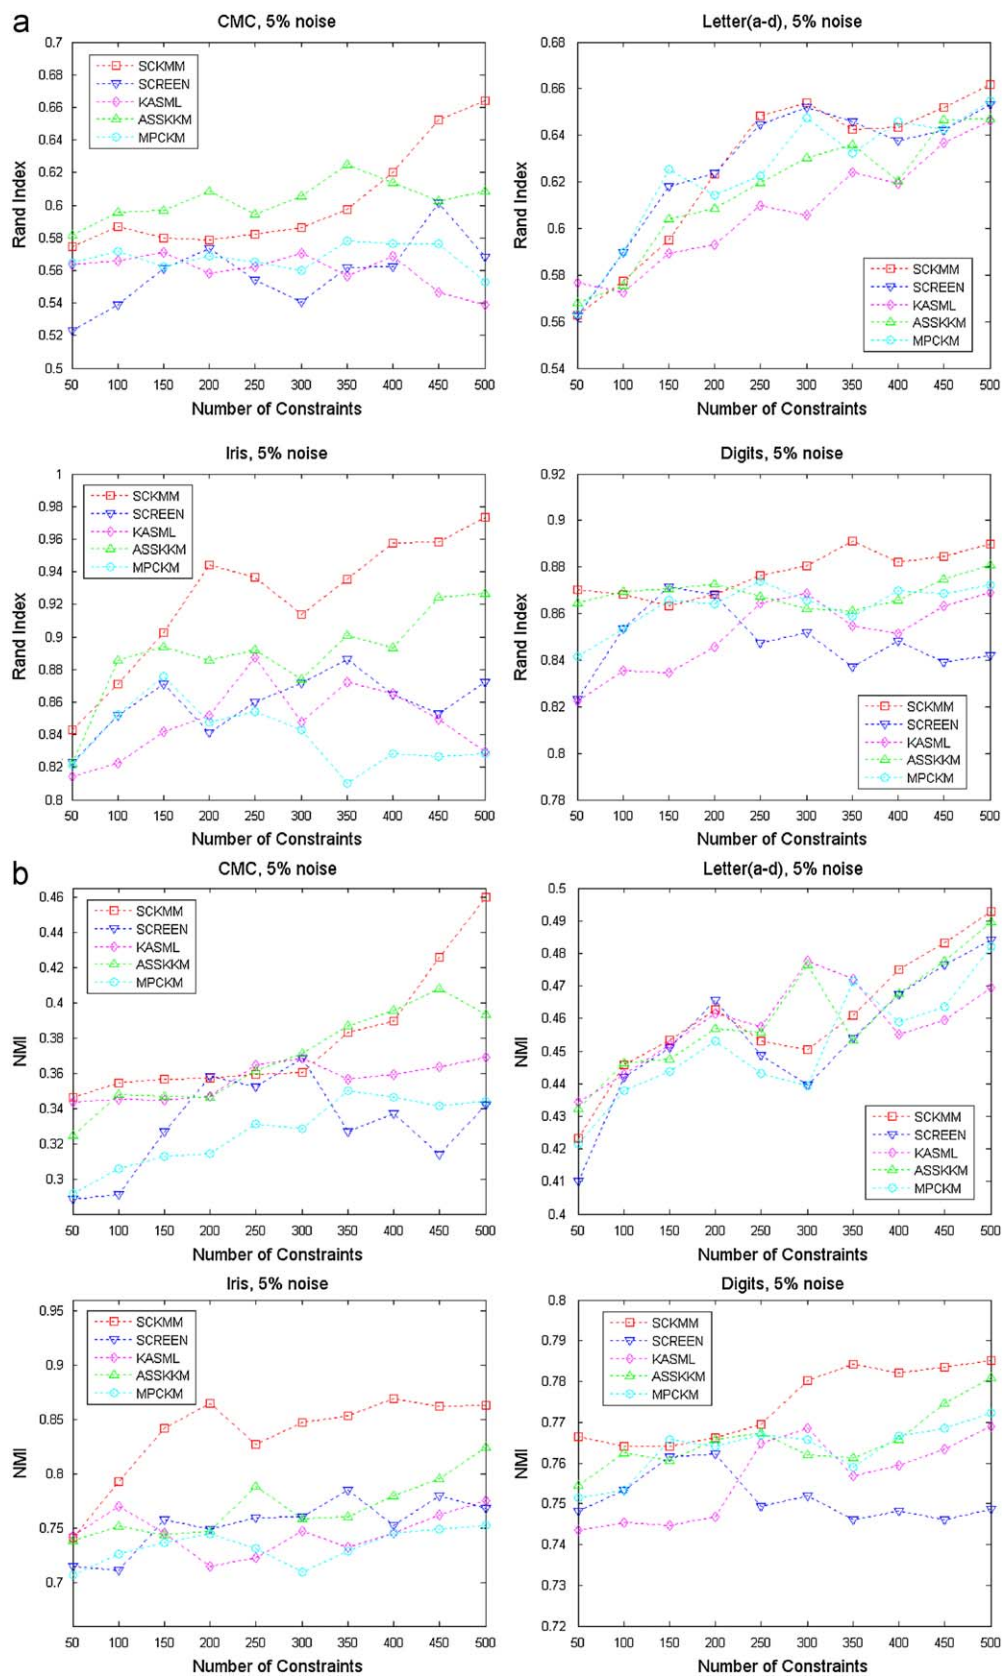 a
CMC, 5% noise
0.7
0.68
0.66
0.64
0.62
0.6
0.58
0.56
0.54
0.52
0.5
Rand Index
SCKMM
SCREEN
KASML
ASSKKM
MPCKM
50 100 150 200 250 300 350 400 450 500
Number of Constraints
Letter(a-d), 5% noise
0.68
0.66
0.64
0.62
0.6
0.58
0.56
0.54
Rand Index
SCKMM
SCREEN
KASML
ASSKKM
MPCKM
50 100 150 200 250 300 350 400 450 500
Number of Constraints
Iris, 5% noise
1
0.98
0.96
0.94
0.92
0.9
0.88
0.86
0.84
0.82
0.8
Rand Index
SCKMM
SCREEN
KASML
ASSKKM
MPCKM
50 100 150 200 250 300 350 400 450 500
Number of Constraints
Digits, 5% noise
0.92
0.9
0.88
0.86
0.84
0.82
0.8
0.78
Rand Index
SCKMM
SCREEN
KASML
ASSKKM
MPCKM
50 100 150 200 250 300 350 400 450 500
Number of Constraints
b
CMC, 5% noise
0.46
0.44
0.42
0.4
0.38
0.36
0.34
0.32
0.3
NMI
SCKMM
SCREEN
KASML
ASSKKM
MPCKM
50 100 150 200 250 300 350 400 450 500
Number of Constraints
Letter(a-d), 5% noise
0.5
0.49
0.48
0.47
0.46
0.45
0.44
0.43
0.42
0.41
0.4
NMI
SCKMM
SCREEN
KASML
ASSKKM
MPCKM
50 100 150 200 250 300 350 400 450 500
Number of Constraints
Iris, 5% noise
0.95
0.9
0.85
0.8
0.75
0.7
NMI
SCKMM
SCREEN
KASML
ASSKKM
MPCKM
50 100 150 200 250 300 350 400 450 500
Number of Constraints
Digits, 5% noise
0.8
0.79
0.78
0.77
0.76
0.75
0.74
0.73
0.72
NMI
SCKMM
SCREEN
KASML
ASSKKM
MPCKM
50 100 150 200 250 300 350 400 450 500
Number of Constraints